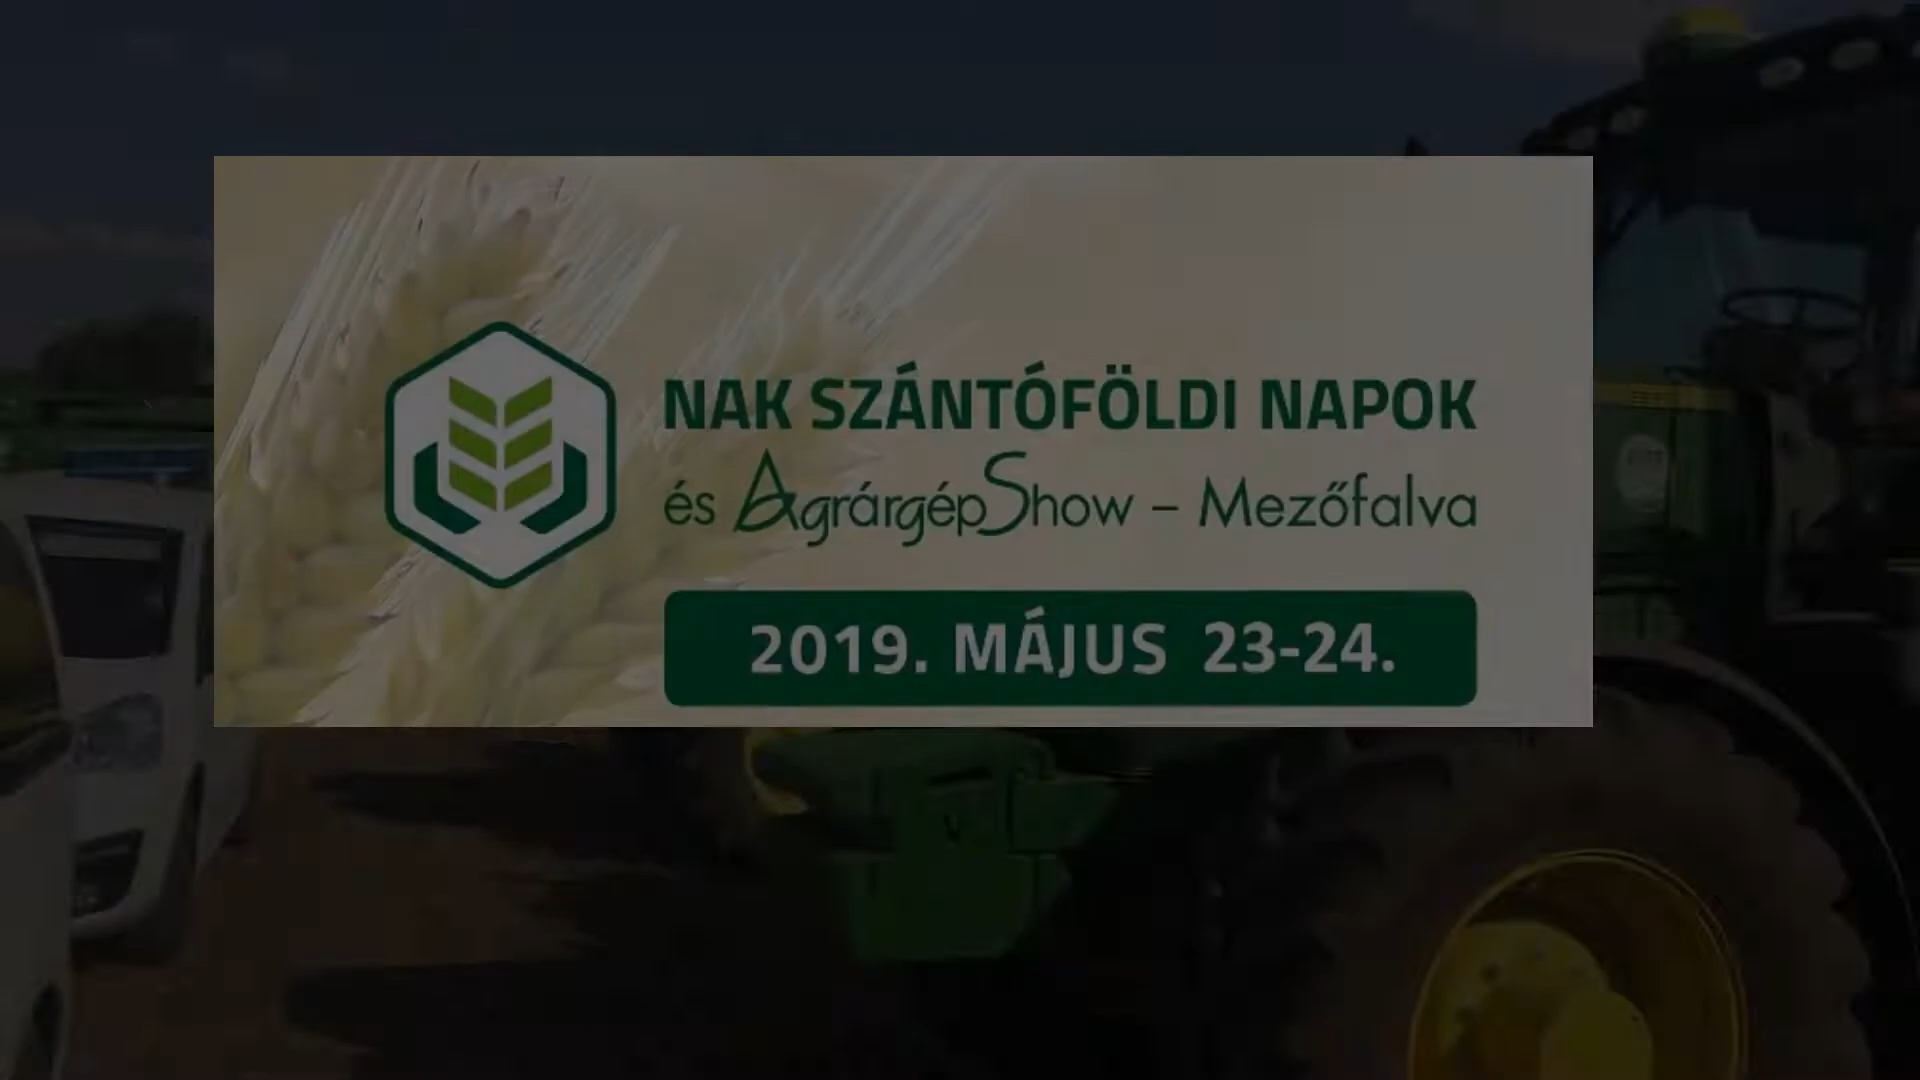 NAK SZÁNTÓFÖLDI NAPOK
és AgrárgépShow – Mezőfalva
2019. MÁJUS 23-24.